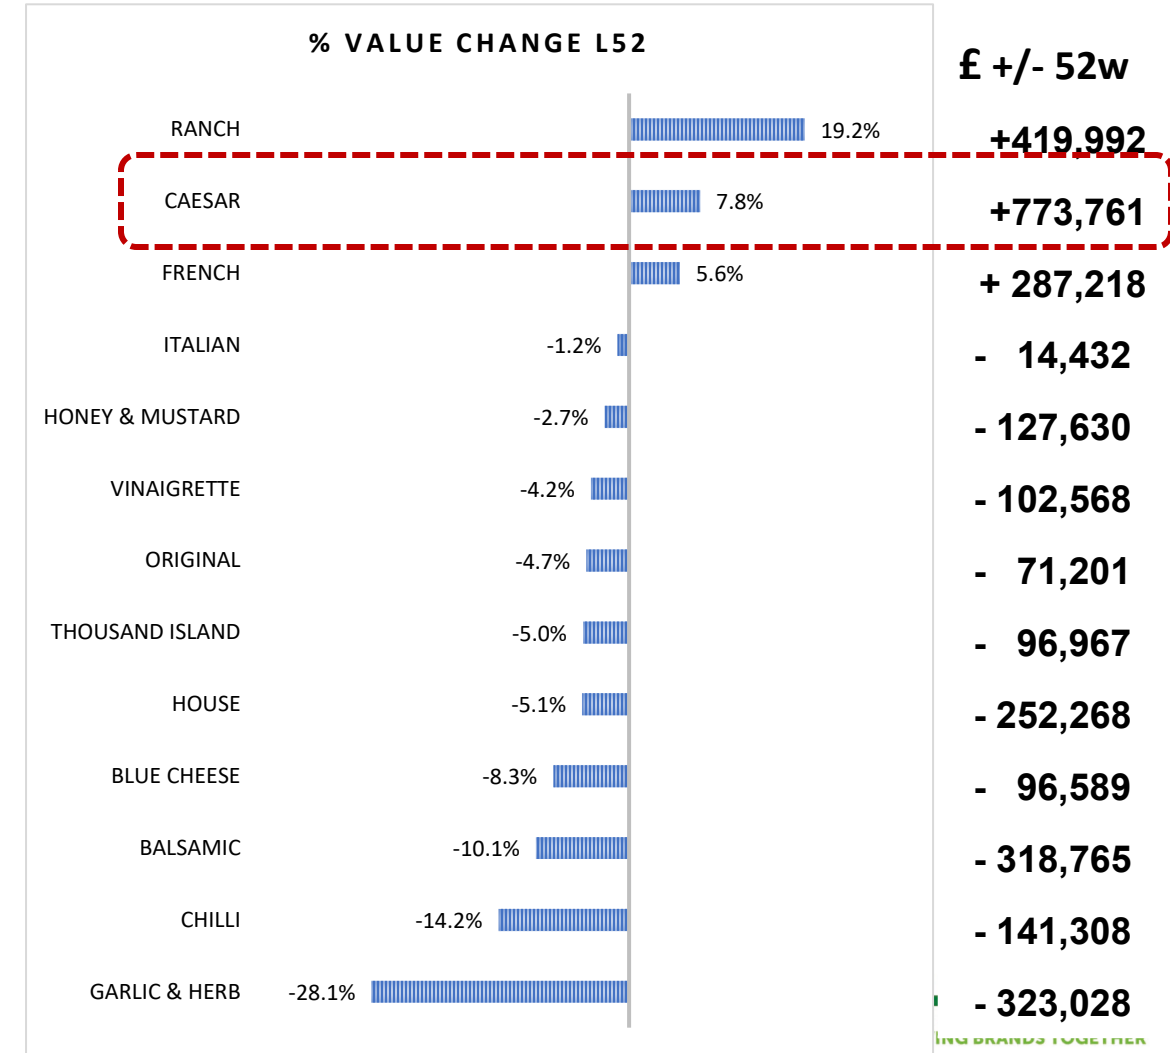 % VALUE CHANGE L52
£ +/- 52w
RANCH 19.2% +419,992
CAESAR 7.8% +773,761
FRENCH 5.6% + 287,218
ITALIAN -1.2% - 14,432
HONEY & MUSTARD -2.7% - 127,630
VINAIGRETTE -4.2% - 102,568
ORIGINAL -4.7% - 71,201
THOUSAND ISLAND -5.0% - 96,967
HOUSE -5.1% - 252,268
BLUE CHEESE -8.3% - 96,589
BALSAMIC -10.1% - 318,765
CHILLI -14.2% - 141,308
GARLIC & HERB -28.1% - 323,028
BRANDS TOGETHER